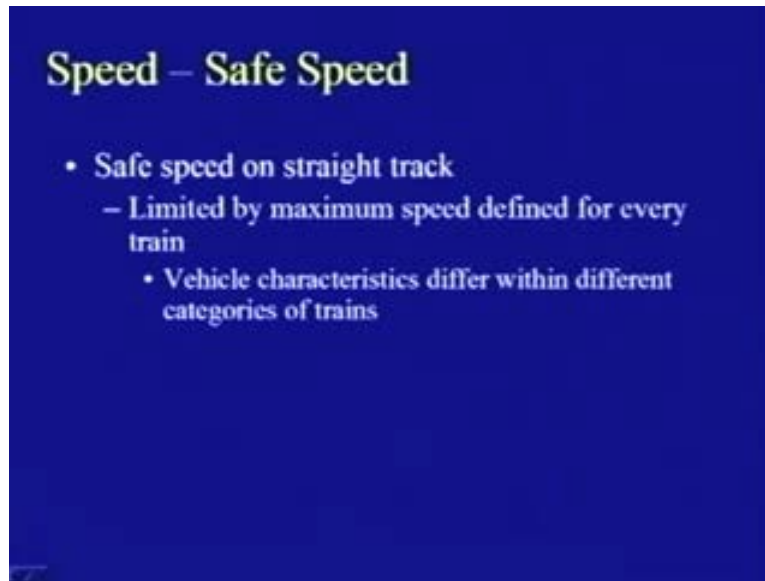 Speed – Safe Speed
• Safe speed on straight track
– Limited by maximum speed defined for every
train
• Vehicle characteristics differ within different
categories of trains